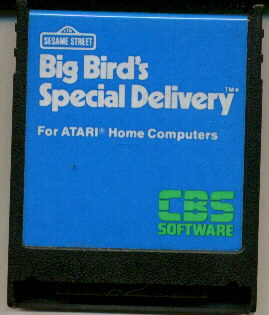 SESAME STREET
Big Bird's
Special Delivery™*
For ATARI® Home Computers
CBS
SOFTWARE